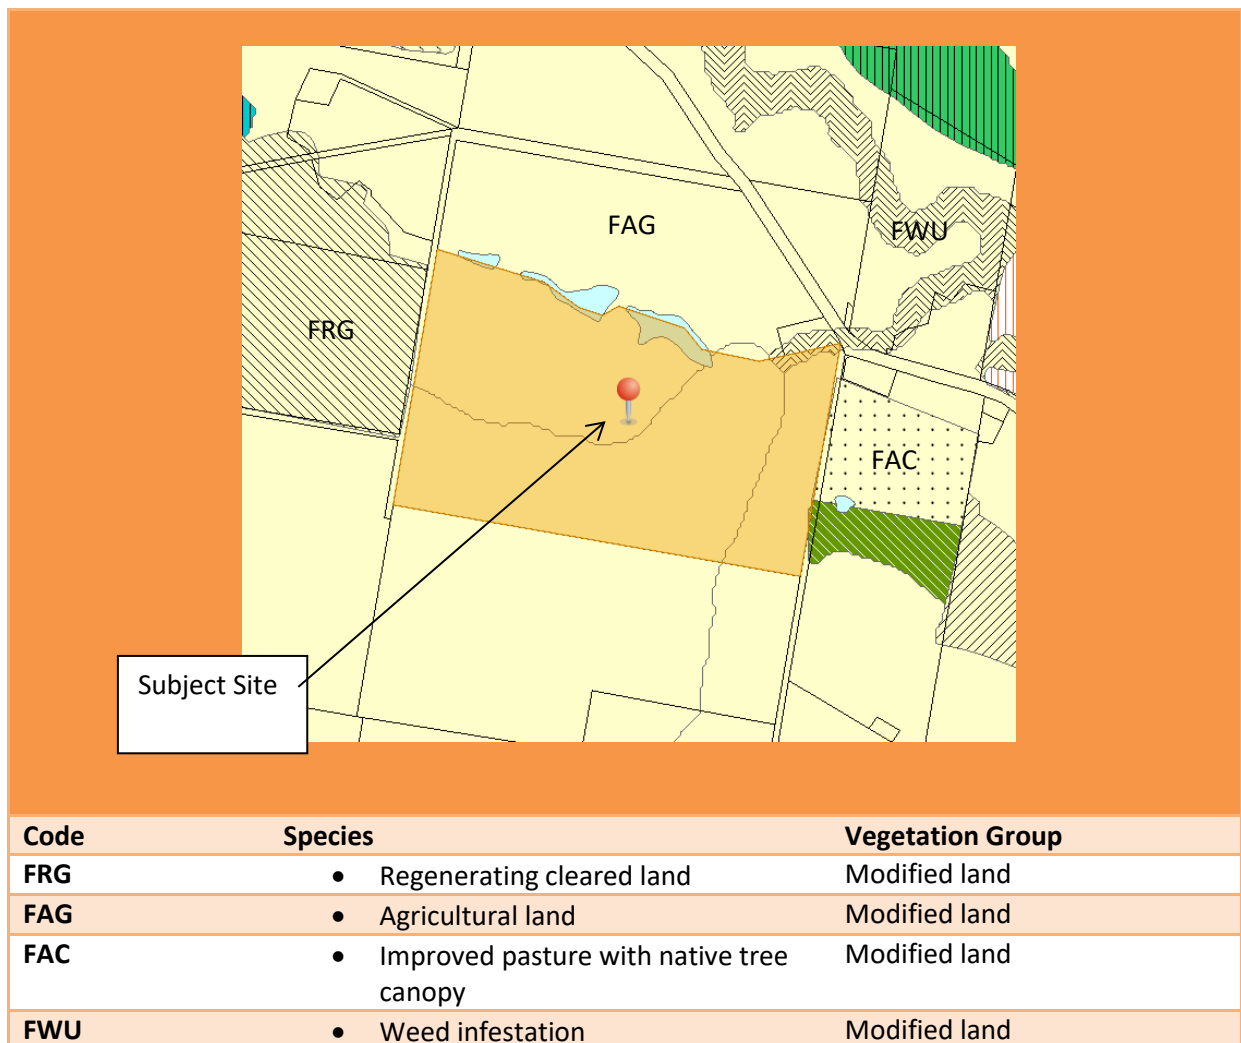 FAG
FWU
FRG
FAC
Subject Site
Code Species Vegetation Group
FRG • Regenerating cleared land Modified land
FAG • Agricultural land Modified land
FAC • Improved pasture with native tree Modified land
canopy
FWU • Weed infestation Modified land